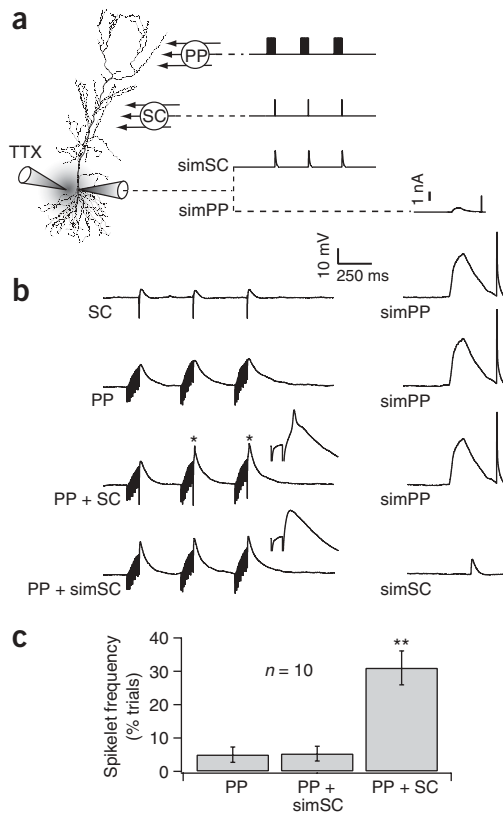 a
PP
SC
TTX
simSC
simPP
1 nA
10 mV
250 ms
b
SC
simPP
PP
simPP
* *
PP + SC
simPP
PP + simSC
simSC
c
Spikelet frequency
(% trials)
40
30
20
10
0
n = 10
**
PP
PP +
simSC
PP + SC